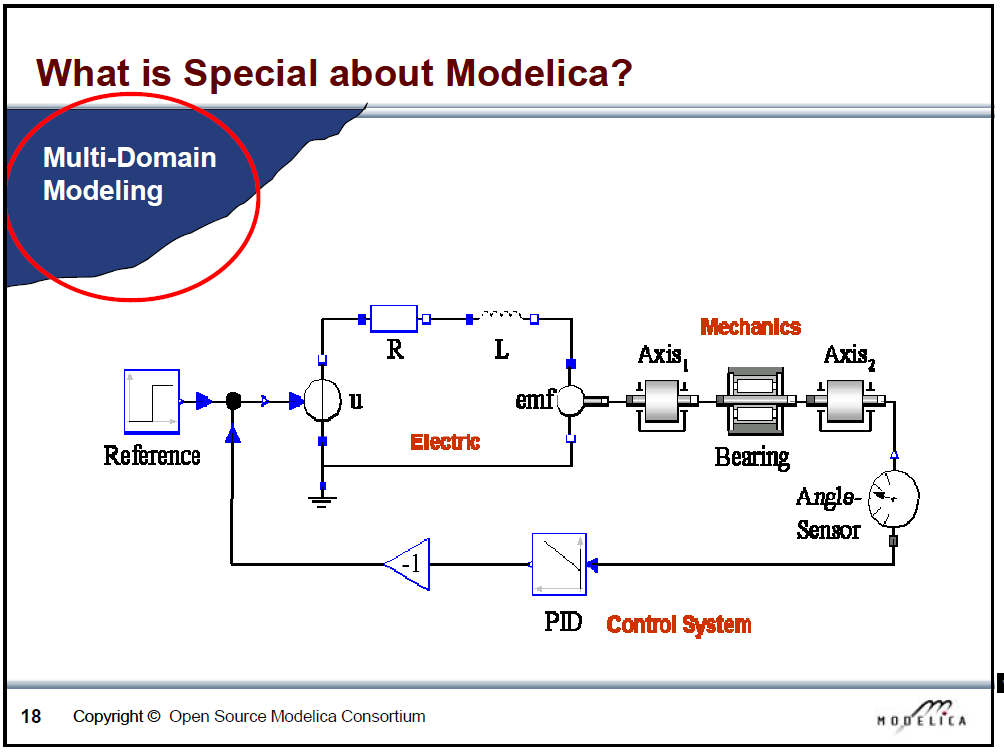 What is Special about Modelica?
Multi-Domain
Modeling
R
L
u
emf
Electric
Mechanics
Axis1
Axis2
Bearing
Reference
Angle-
Sensor
-1
PID
Control System
18
Copyright © Open Source Modelica Consortium
MODELICA